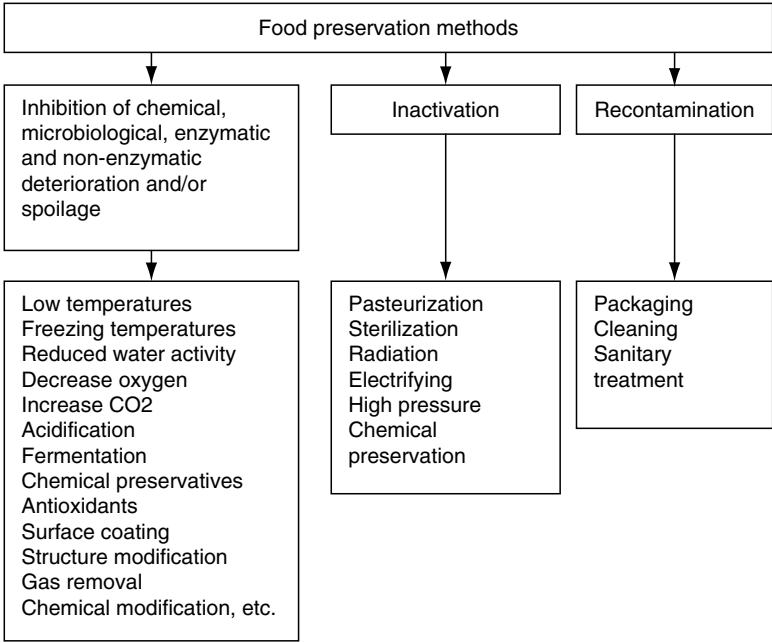 Food preservation methods
Inhibition of chemical,
microbiological, enzymatic
and non-enzymatic
deterioration and/or
spoilage
Inactivation
Recontamination
Low temperatures
Freezing temperatures
Reduced water activity
Decrease oxygen
Increase CO2
Acidification
Fermentation
Chemical preservatives
Antioxidants
Surface coating
Structure modification
Gas removal
Chemical modification, etc.
Pasteurization
Sterilization
Radiation
Electrifying
High pressure
Chemical
preservation
Packaging
Cleaning
Sanitary
treatment